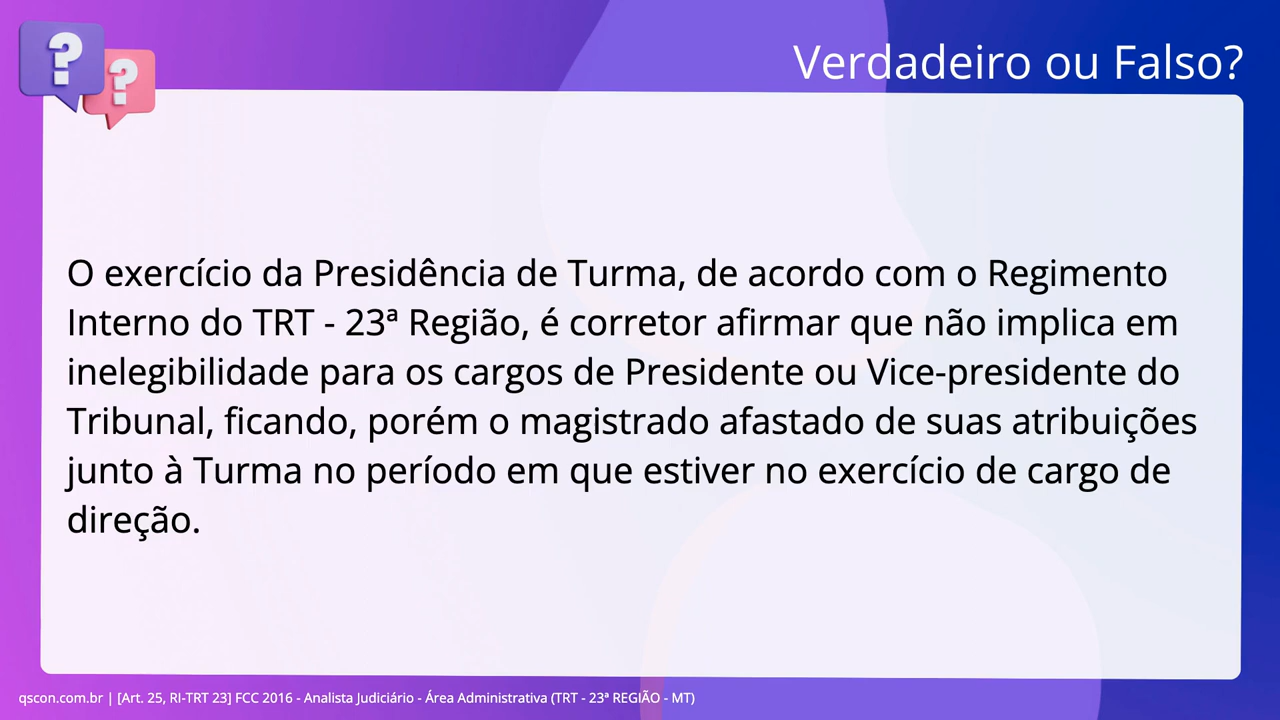 Verdadeiro ou Falso?
O exercício da Presidência de Turma, de acordo com o Regimento
Interno do TRT - 23ª Região, é corretor afirmar que não implica em
inelegibilidade para os cargos de Presidente ou Vice-presidente do
Tribunal, ficando, porém o magistrado afastado de suas atribuições
junto à Turma no período em que estiver no exercício de cargo de
direção.
qscon.com.br | [Art. 25, RI-TRT 23] FCC 2016 - Analista Judiciário - Área Administrativa (TRT - 23ª REGIÃO - MT)